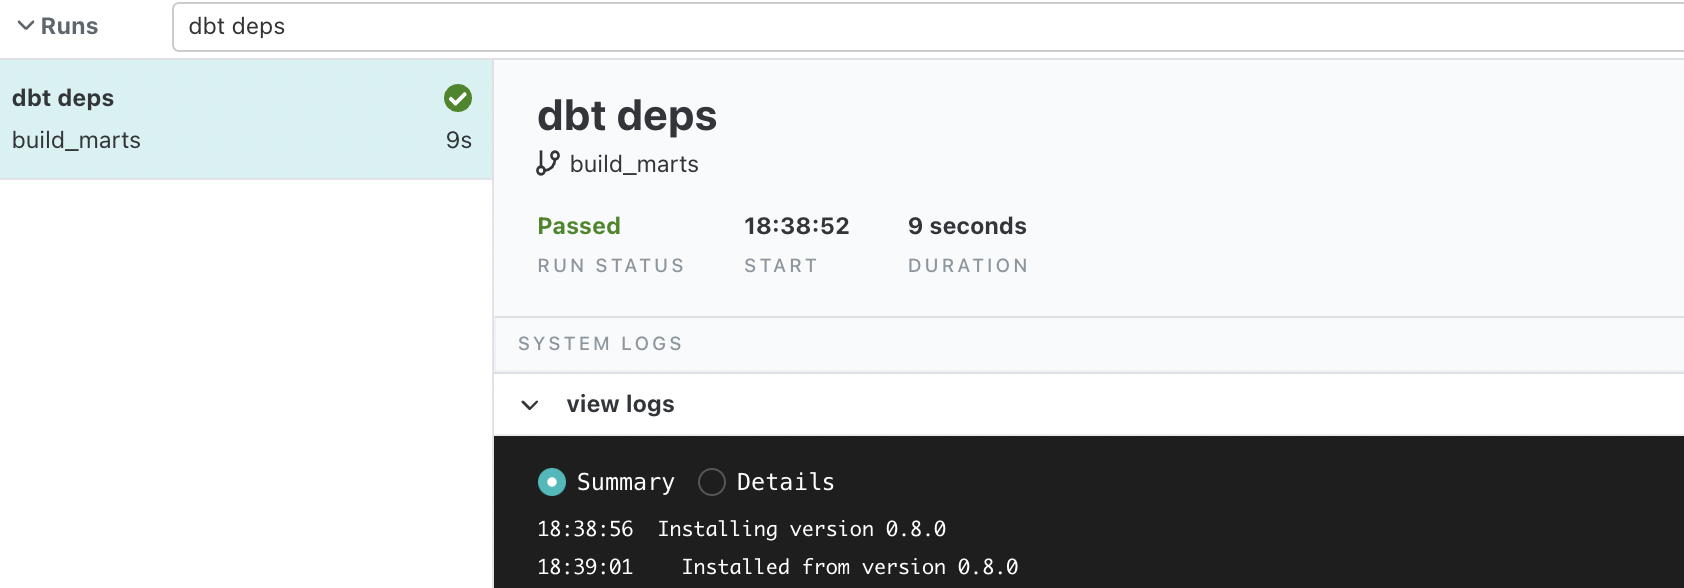 Runs
dbt deps
dbt deps
build_marts 9s
dbt deps
build_marts
Passed 18:38:52 9 seconds
RUN STATUS START DURATION
SYSTEM LOGS
view logs
Summary Details
18:38:56 Installing version 0.8.0
18:39:01 Installed from version 0.8.0